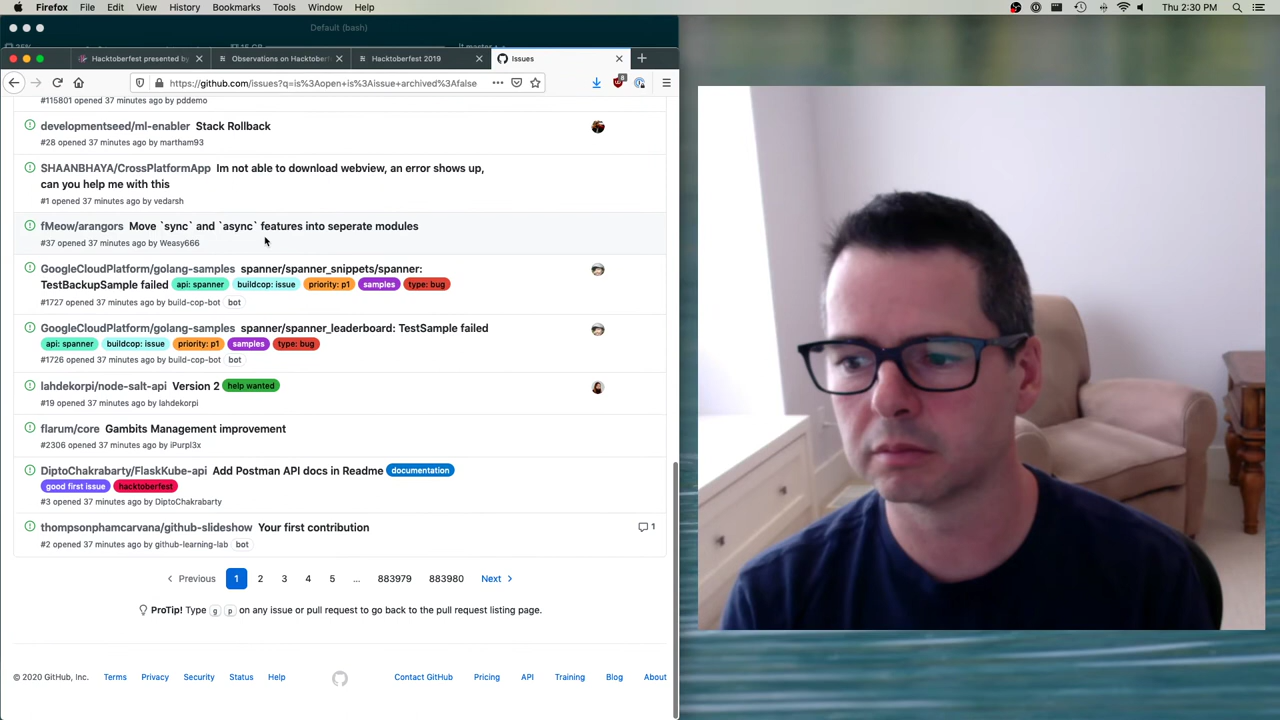 Firefox File Edit View History Bookmarks Tools Window Help
Thu 2:30 PM
Default (bash)
Hacktoberfest presented by
Observations on Hacktober
Hacktoberfest 2019
Issues
https://github.com/issues?q=is%3Aopen+is%3Aissue+archived%3Afalse
#115801 opened 37 minutes ago by pddemo
developmentseed/ml-enabler Stack Rollback
#28 opened 37 minutes ago by martham93
SHAANBHAYA/CrossPlatformApp Im not able to download webview, an error shows up,
can you help me with this
#1 opened 37 minutes ago by vedarsh
fMeow/arangors Move `sync` and `async` features into seperate modules
#37 opened 37 minutes ago by Weasy666
GoogleCloudPlatform/golang-samples spanner/spanner_snippets/spanner:
TestBackupSample failed api: spanner buildcop: issue priority: p1 samples type: bug
#1727 opened 37 minutes ago by build-cop-bot bot
GoogleCloudPlatform/golang-samples spanner/spanner_leaderboard: TestSample failed
api: spanner buildcop: issue priority: p1 samples type: bug
#1726 opened 37 minutes ago by build-cop-bot bot
lahdekorpi/node-salt-api Version 2 help wanted
#19 opened 37 minutes ago by lahdekorpi
flarum/core Gambits Management improvement
#2306 opened 37 minutes ago by iPurpl3x
DiptoChakrabarty/FlaskKube-api Add Postman API docs in Readme documentation
good first issue hacktoberfest
#3 opened 37 minutes ago by DiptoChakrabarty
thompsonphamcarvana/github-slideshow Your first contribution 1
#2 opened 37 minutes ago by github-learning-lab bot
Previous 1 2 3 4 5 ... 883979 883980 Next
ProTip! Type g p on any issue or pull request to go back to the pull request listing page.
© 2020 GitHub, Inc. Terms Privacy Security Status Help Contact GitHub Pricing API Training Blog About